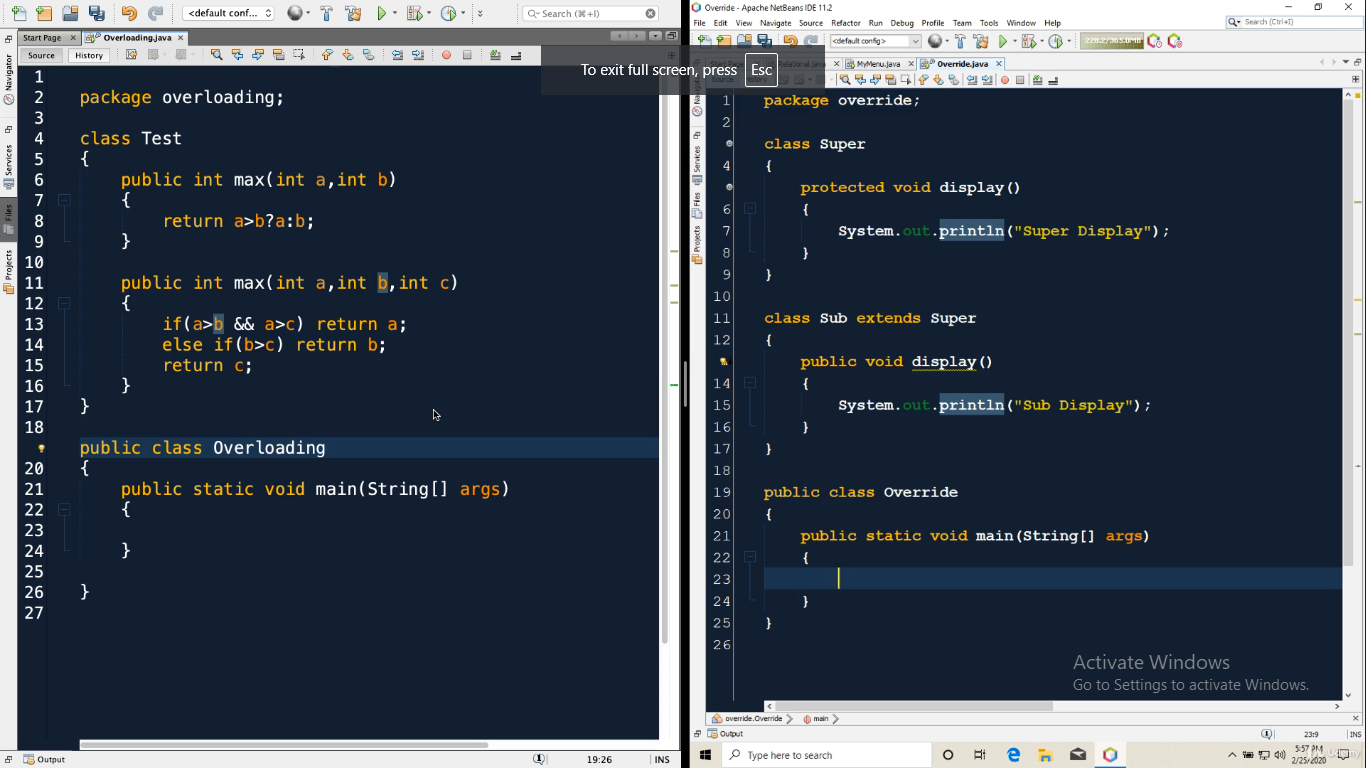 <default conf...
Search (⌘+I)
Start Page
Overloading.java
Source
History
Navigator
Services
Files
Projects
1
2 package overloading;
3
4 class Test
5 {
6 public int max(int a,int b)
7 {
8 return a>b?a:b;
9 }
10
11 public int max(int a,int b,int c)
12 {
13 if(a>b && a>c) return a;
14 else if(b>c) return b;
15 return c;
16 }
17 }
18
public class Overloading
20 {
21 public static void main(String[] args)
22 {
23
24 }
25
26 }
27
Output
19:26
INS
To exit full screen, press Esc
Override - Apache NetBeans IDE 11.2
File Edit View Navigate Source Refactor Run Debug Profile Team Tools Window Help
Search (Ctrl+I)
<default config>
MyMenu.java
Override.java
Services
Files
Projects
1 package override;
2
class Super
4 {
protected void display()
6 {
7 System.out.println("Super Display");
8 }
9 }
10
11 class Sub extends Super
12 {
public void display()
14 {
15 System.out.println("Sub Display");
16 }
17 }
18
19 public class Override
20 {
21 public static void main(String[] args)
22 {
23
24 }
25 }
26
Activate Windows
Go to Settings to activate Windows.
override.Override
main
Output
23:9
INS
Type here to search
5:57 PM
2/25/2020